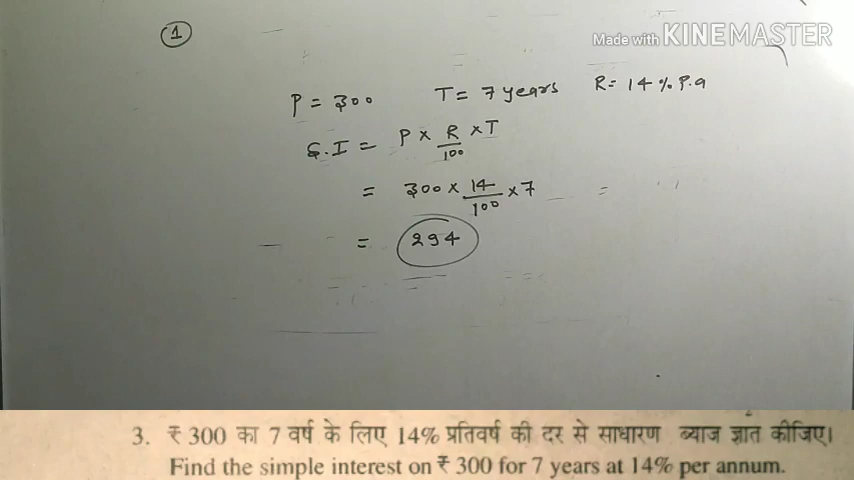 1
Made with KINEMASTER
P = 300 T = 7 years R = 14 % P.a
S.I = P × R/100 × T
= 300 × 14/100 × 7
= 294
3. ₹ 300 का 7 वर्ष के लिए 14% प्रतिवर्ष की दर से साधारण ब्याज ज्ञात कीजिए।
Find the simple interest on ₹ 300 for 7 years at 14% per annum.